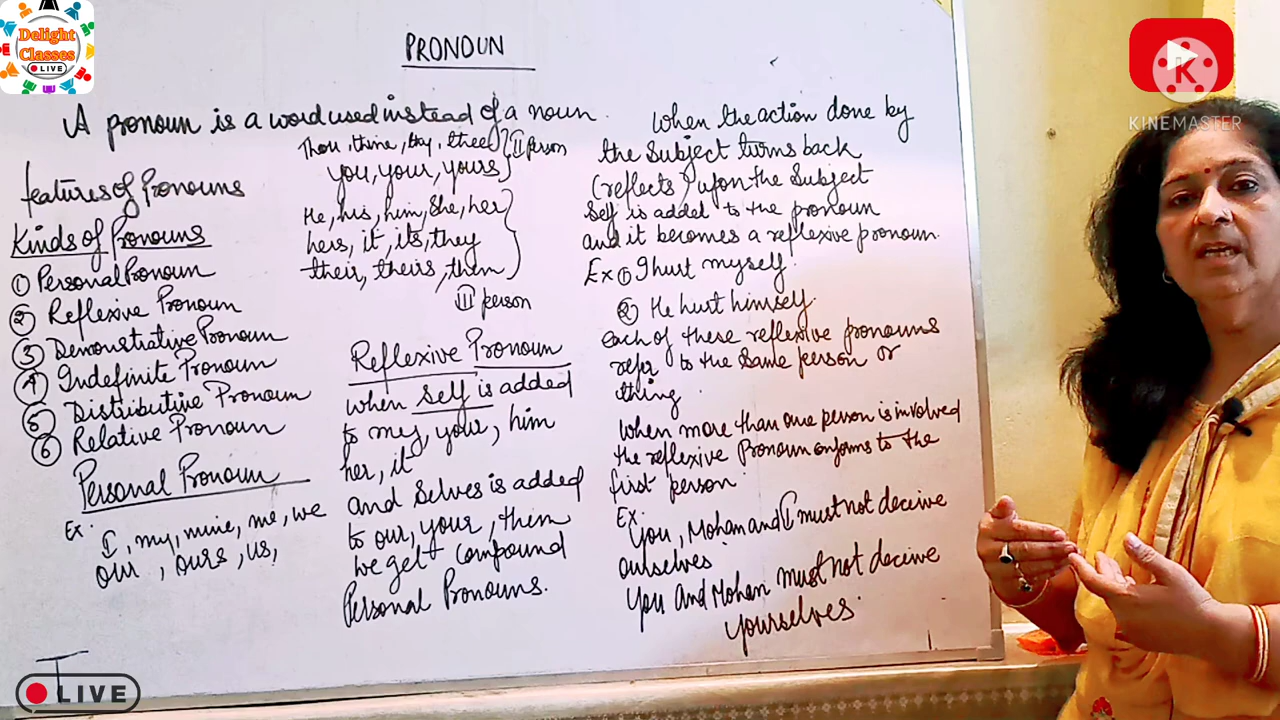 Delight
Classes
LIVE
PRONOUN
A pronoun is a word used instead of a noun.
features of Pronouns
Kinds of Pronouns
① Personal Pronoun
② Reflexive Pronoun
③ Demonstrative Pronoun
④ Indefinite Pronoun
⑤ Distributive Pronoun
⑥ Relative Pronoun
Personal Pronoun
Ex. I, my, mine, me, we
our, ours, us,
Thou, thine, thy, thee II person
you, your, yours
He, his, him, she, her
hers, it, its, they
their, theirs, them
III person
Reflexive Pronoun
when self is added
to my, your, him
her, it
and selves is added
to our, your, them
we get compound
Personal Pronouns.
When the action done by
the subject turns back
(reflects) upon the subject
self is added to the pronoun
and it becomes a reflexive pronoun.
Ex ① I hurt myself.
② He hurt himself.
each of these reflexive pronouns
refer to the same person or
thing.
When more than one person is involved
the reflexive Pronoun conforms to the
first person.
Ex.
You, Mohan and I must not decive
ourselves
You And Mohan must not decive
yourselves.
K
KINEMASTER
LIVE